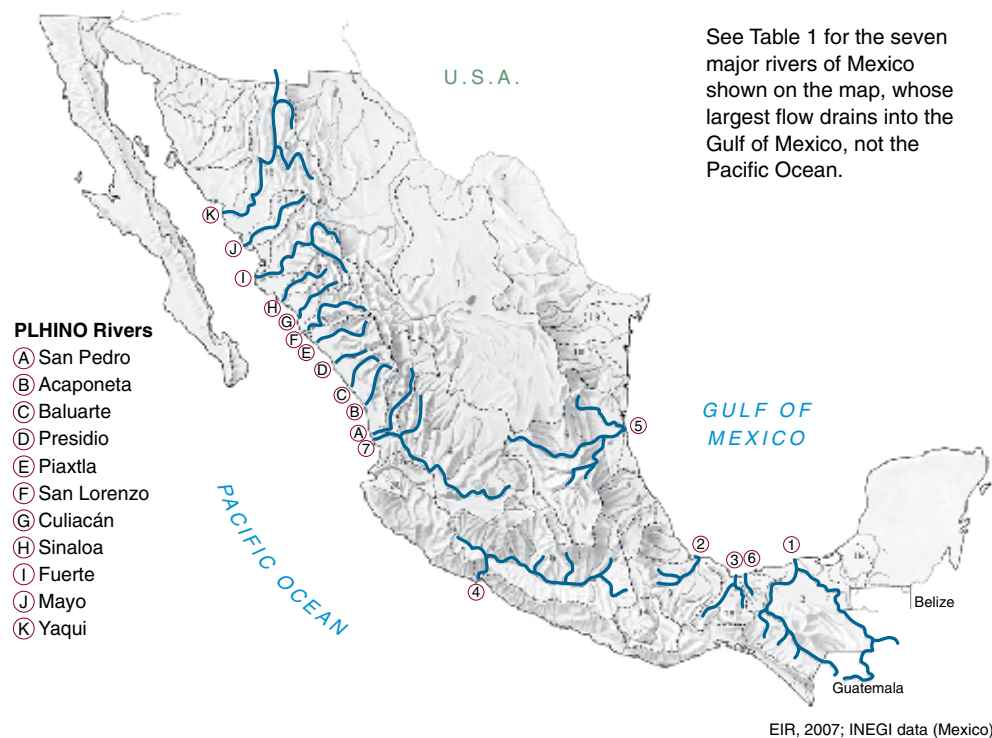 See Table 1 for the seven
major rivers of Mexico
shown on the map, whose
largest flow drains into the
Gulf of Mexico, not the
Pacific Ocean.
U.S.A.
K
J
I
H
G
F
E
D
C
B
A
7
PLHINO Rivers
A San Pedro
B Acaponeta
C Baluarte
D Presidio
E Piaxtla
F San Lorenzo
G Culiacán
H Sinaloa
I Fuerte
J Mayo
K Yaqui
GULF OF
MEXICO
5
PACIFIC OCEAN
2
3
6
1
4
Belize
Guatemala
EIR, 2007; INEGI data (Mexico)